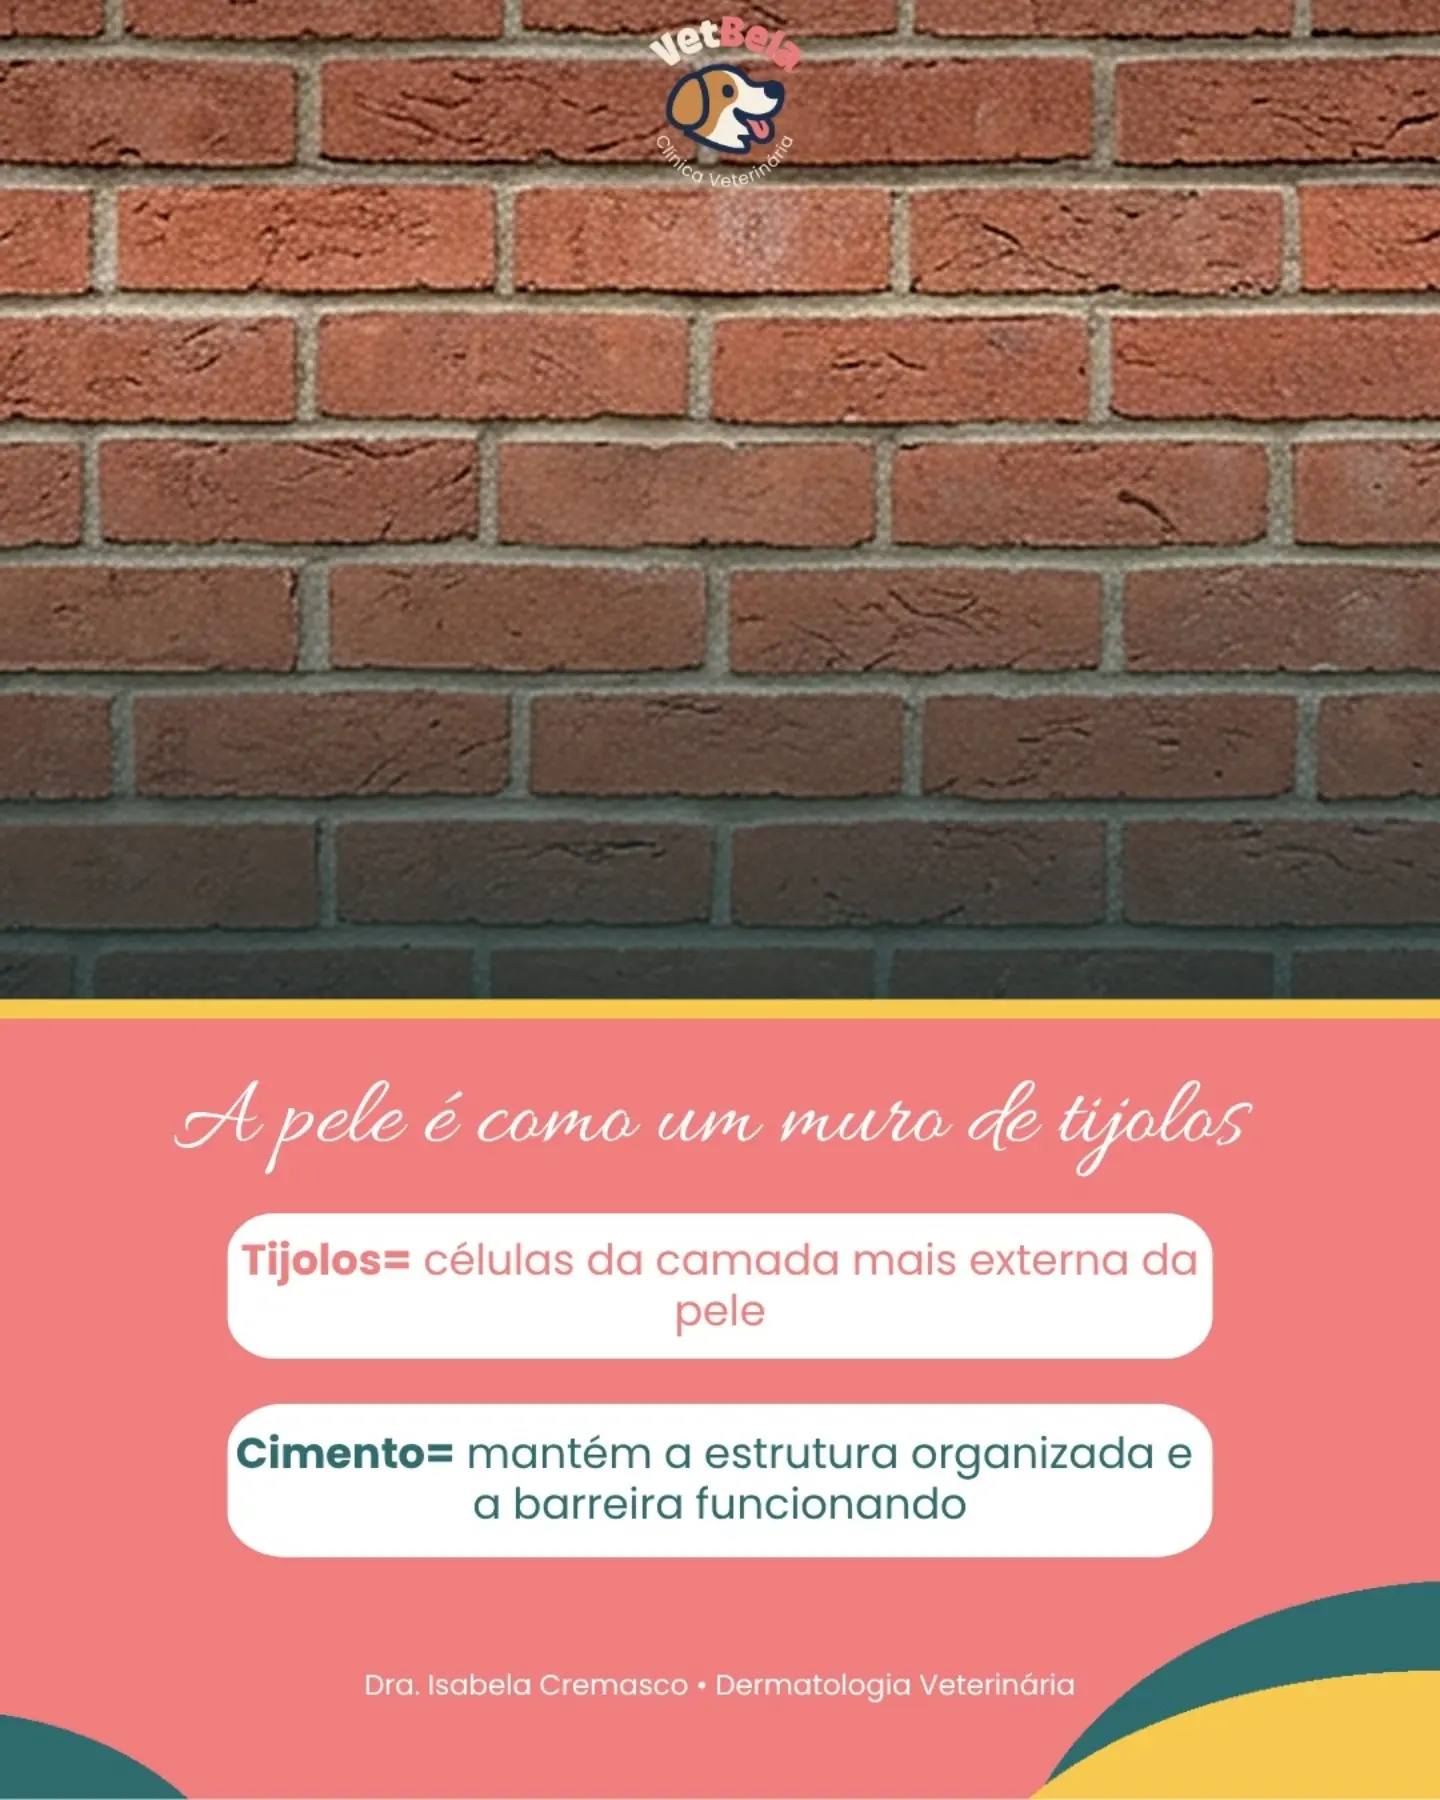 VetBela
Clínica Veterinária
A pele é como um muro de tijolos
Tijolos= células da camada mais externa da
pele
Cimento= mantém a estrutura organizada e
a barreira funcionando
Dra. Isabela Cremasco • Dermatologia Veterinária